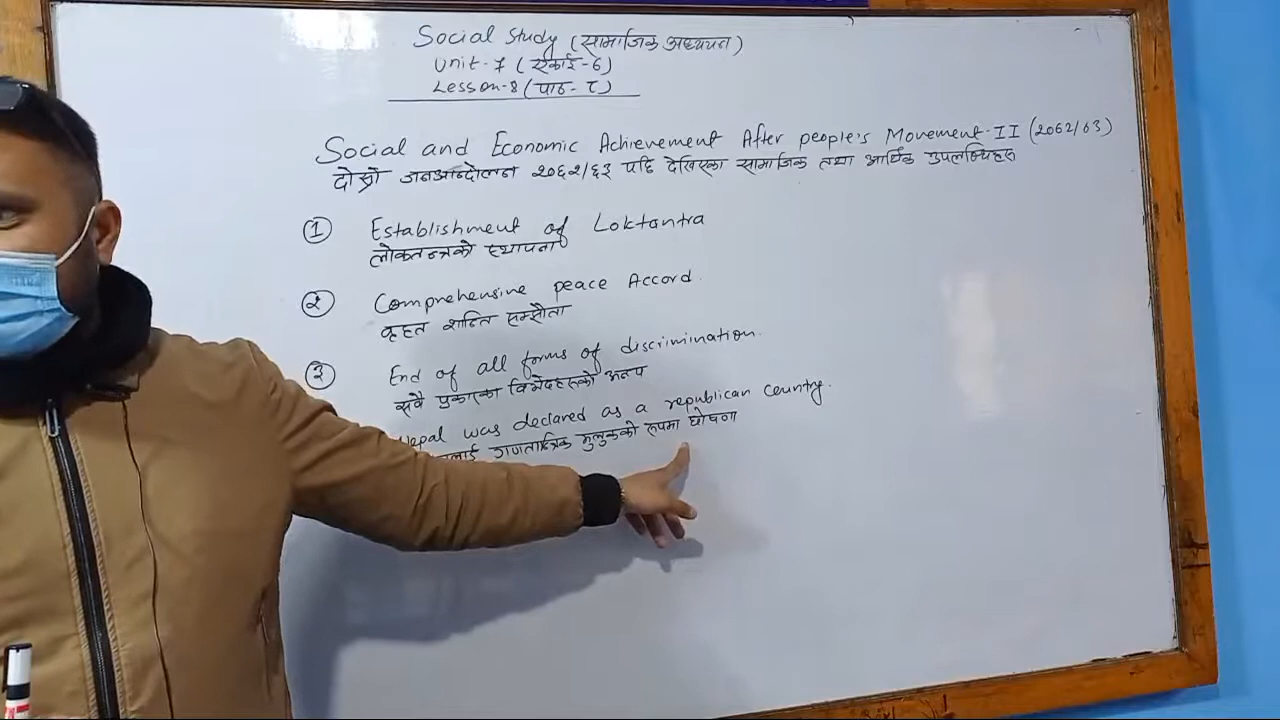 Social Study (सामाजिक अध्ययन)
Unit-7 (एकाई-६)
Lesson-8 (पाठ-८)
Social and Economic Achievement After people's Movement-II (2062/63)
दोस्रो जनआन्दोलन २०६२/६३ पछि देखिएका सामाजिक तथा आर्थिक उपलब्धिहरु
① Establishment of Loktantra
लोकतन्त्रको स्थापना
② Comprehensive peace Accord.
बृहत शान्ति सम्झौता
③ End of all forms of discrimination.
सबै प्रकारका विभेदहरुको अन्त्य
Nepal was declared as a republican country.
लाई गणतान्त्रिक मुलुकको रुपमा घोषणा